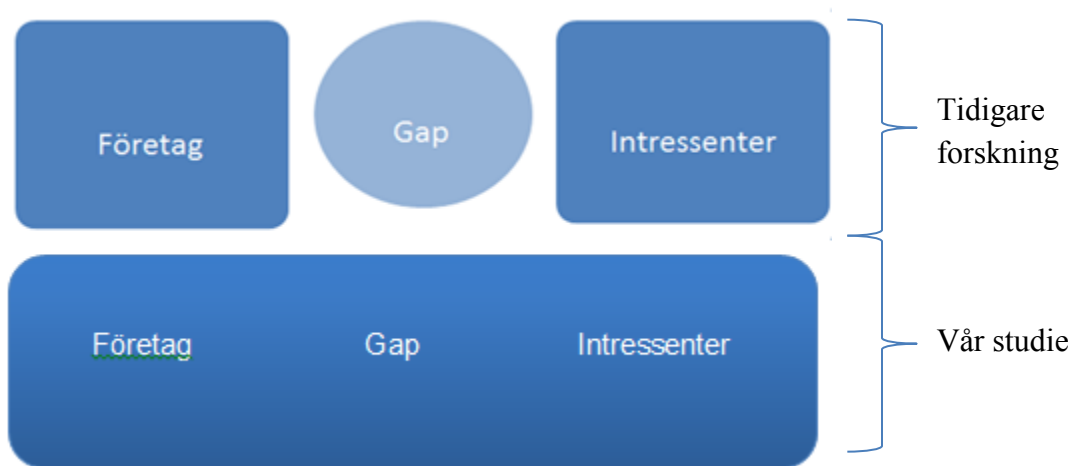 Företag
Gap
Intressenter
Tidigare
forskning
Företag
Gap
Intressenter
Vår studie